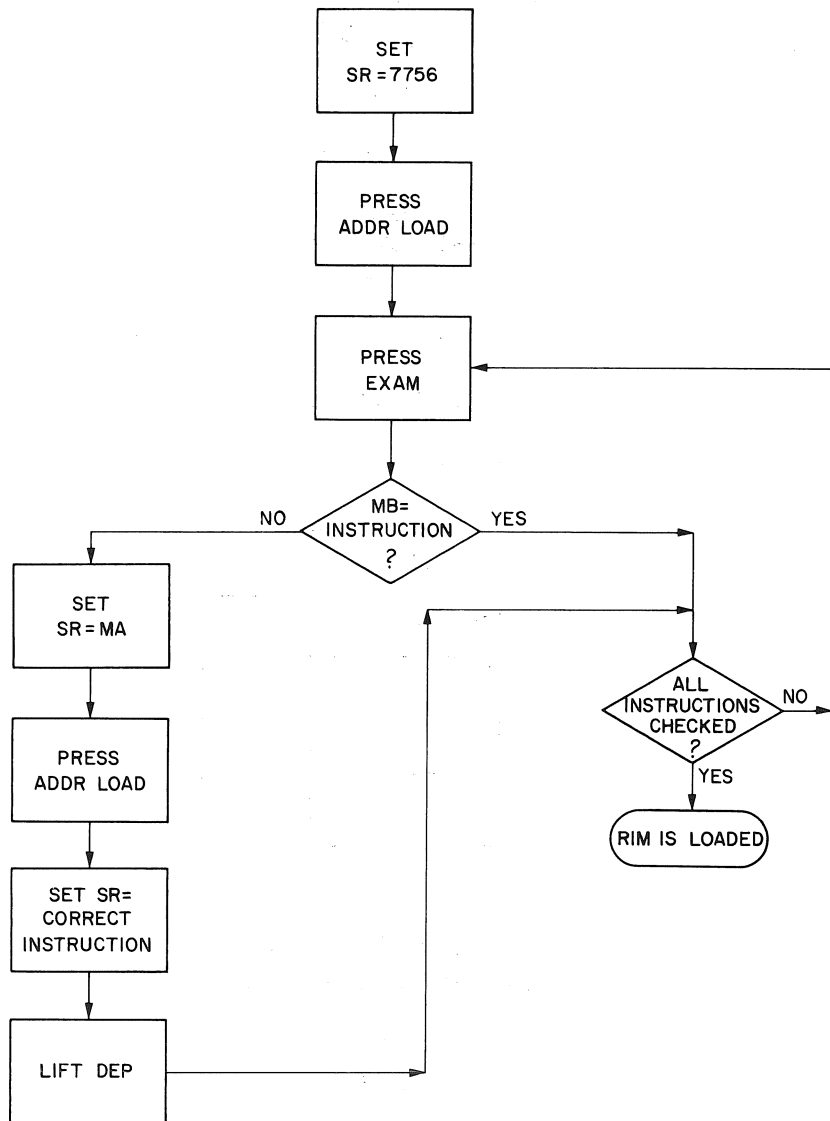 SET
SR=7756
PRESS
ADDR LOAD
PRESS
EXAM
MB=
INSTRUCTION
?
NO
YES
SET
SR=MA
PRESS
ADDR LOAD
SET SR=
CORRECT
INSTRUCTION
LIFT DEP
ALL
INSTRUCTIONS
CHECKED
?
NO
YES
RIM IS LOADED